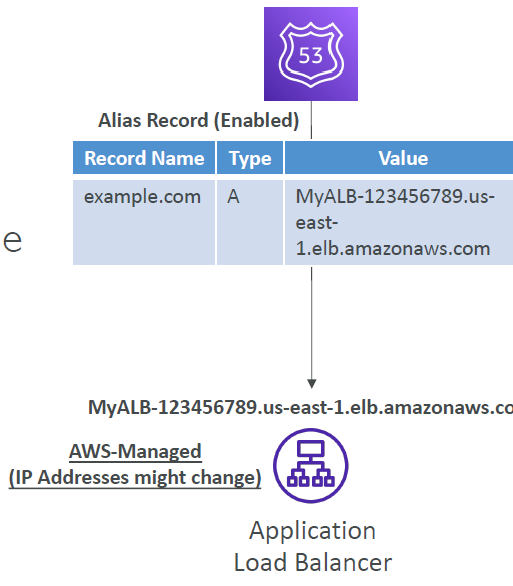 53
Alias Record (Enabled)
Record Name Type Value
example.com A MyALB-123456789.us-
east-
1.elb.amazonaws.com
e
MyALB-123456789.us-east-1.elb.amazonaws.co
AWS-Managed
(IP Addresses might change)
Application
Load Balancer